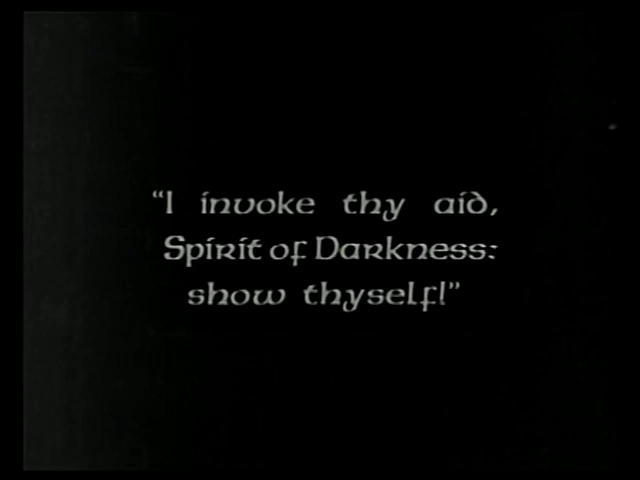 “I invoke thy aid,
Spirit of Darkness:
show thyself!”